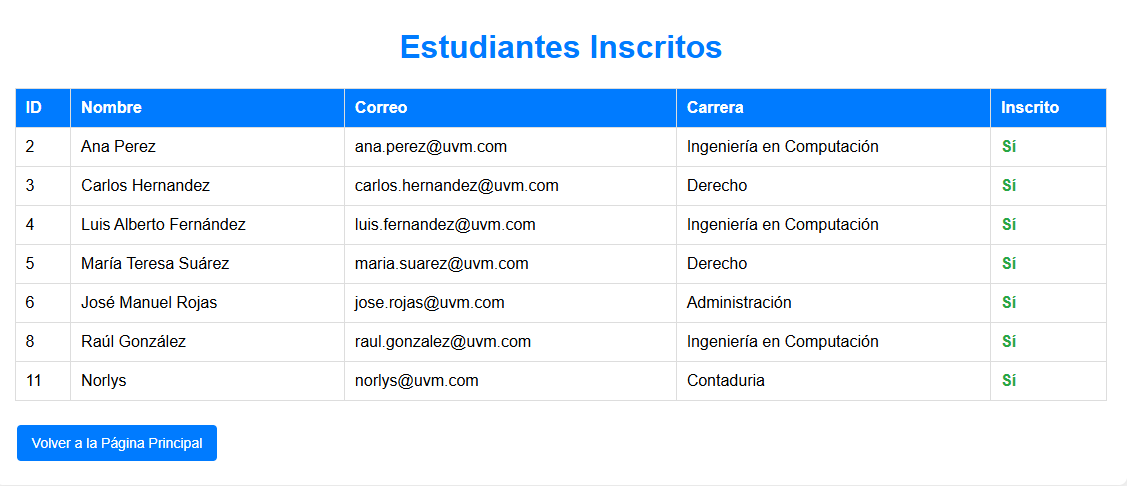 Estudiantes Inscritos
ID Nombre Correo Carrera Inscrito
2 Ana Perez ana.perez@uvm.com Ingeniería en Computación Sí
3 Carlos Hernandez carlos.hernandez@uvm.com Derecho Sí
4 Luis Alberto Fernández luis.fernandez@uvm.com Ingeniería en Computación Sí
5 María Teresa Suárez maria.suarez@uvm.com Derecho Sí
6 José Manuel Rojas jose.rojas@uvm.com Administración Sí
8 Raúl González raul.gonzalez@uvm.com Ingeniería en Computación Sí
11 Norlys norlys@uvm.com Contaduria Sí
Volver a la Página Principal